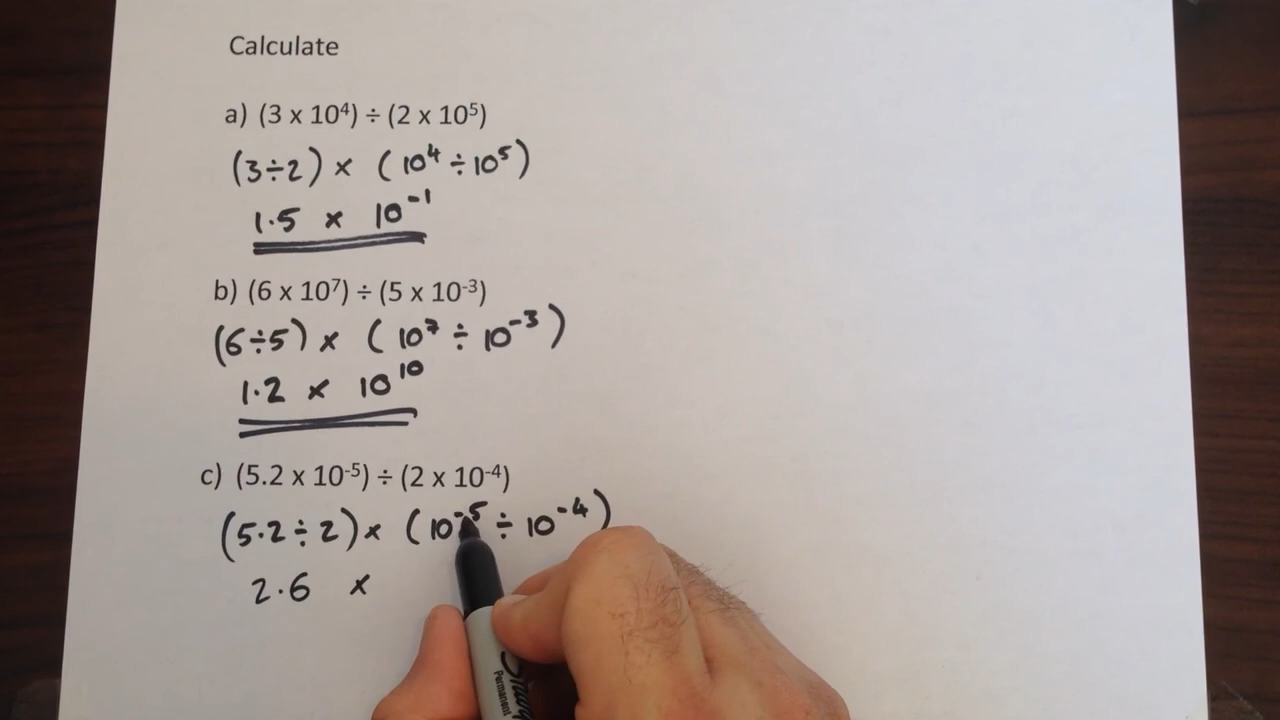 Calculate
a) (3 x 10⁴) ÷ (2 x 10⁵)
(3÷2) × (10⁴ ÷ 10⁵)
1.5 × 10⁻¹
b) (6 x 10⁷) ÷ (5 x 10⁻³)
(6÷5) × (10⁷ ÷ 10⁻³)
1.2 × 10¹⁰
c) (5.2 x 10⁻⁵) ÷ (2 x 10⁻⁴)
(5.2 ÷ 2) × (10⁻⁵ ÷ 10⁻⁴)
2.6 ×
Permanent